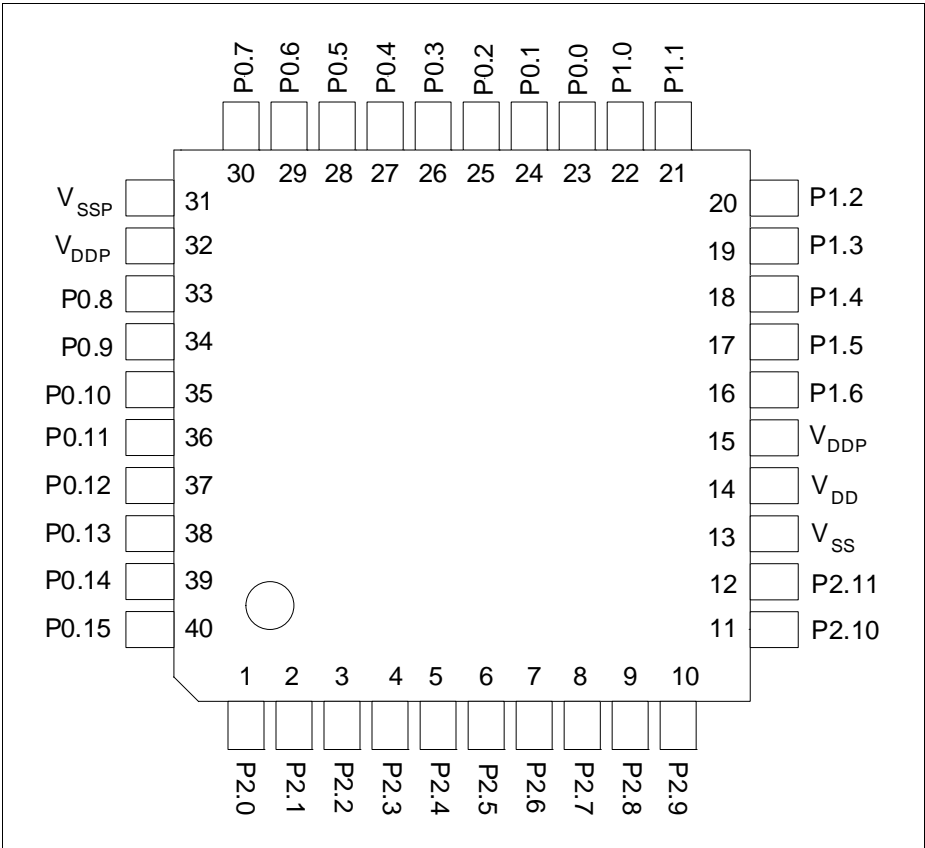 P0.7 P0.6 P0.5 P0.4 P0.3 P0.2 P0.1 P0.0 P1.0 P1.1
30 29 28 27 26 25 24 23 22 21
VSSP 31 20 P1.2
VDDP 32 19 P1.3
P0.8 33 18 P1.4
P0.9 34 17 P1.5
P0.10 35 16 P1.6
P0.11 36 15 VDDP
P0.12 37 14 VDD
P0.13 38 13 VSS
P0.14 39 12 P2.11
P0.15 40 11 P2.10
1 2 3 4 5 6 7 8 9 10
P2.0 P2.1 P2.2 P2.3 P2.4 P2.5 P2.6 P2.7 P2.8 P2.9